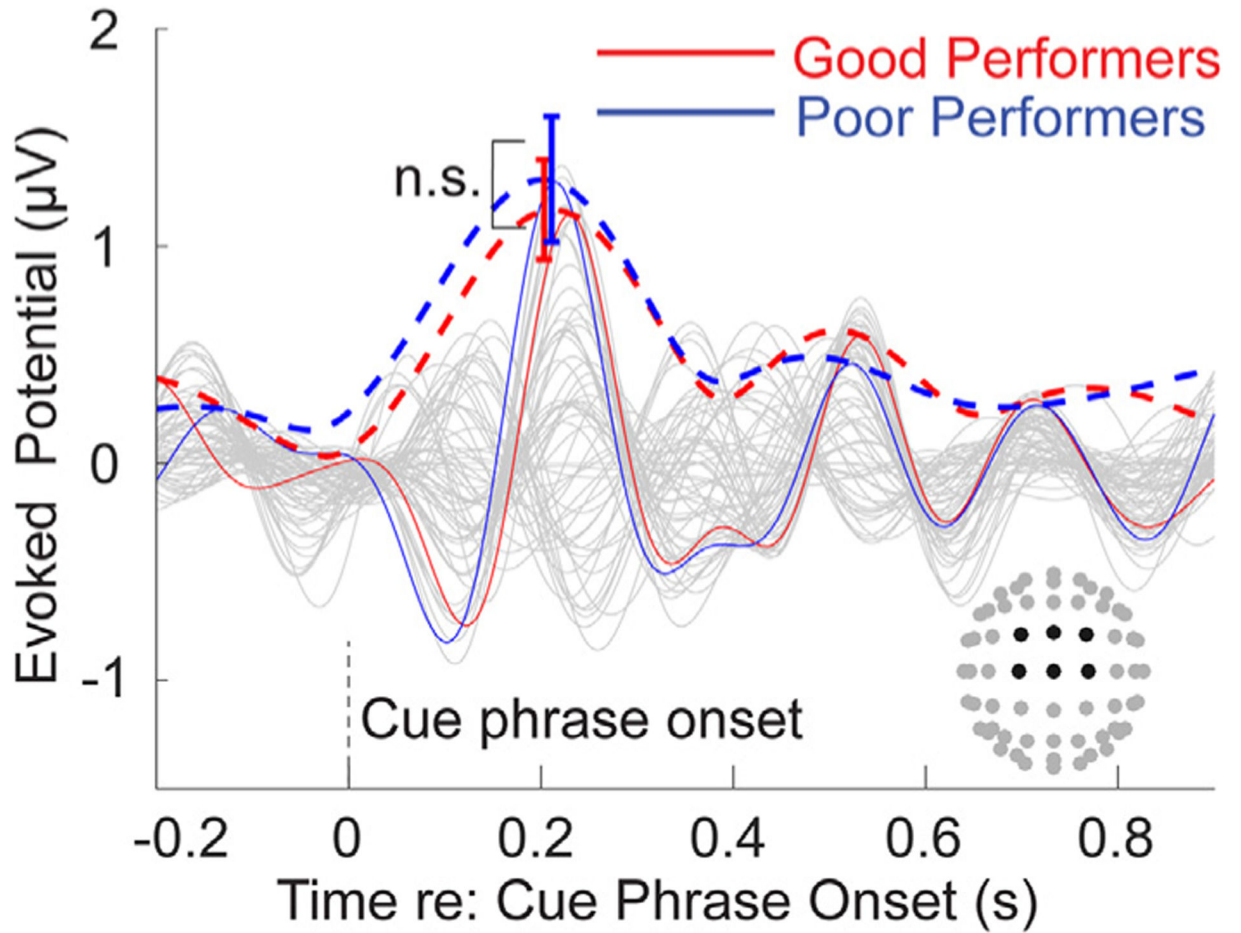 2
Good Performers
Poor Performers
n.s.
1
0
-1
Evoked Potential (µV)
Cue phrase onset
-0.2 0 0.2 0.4 0.6 0.8
Time re: Cue Phrase Onset (s)